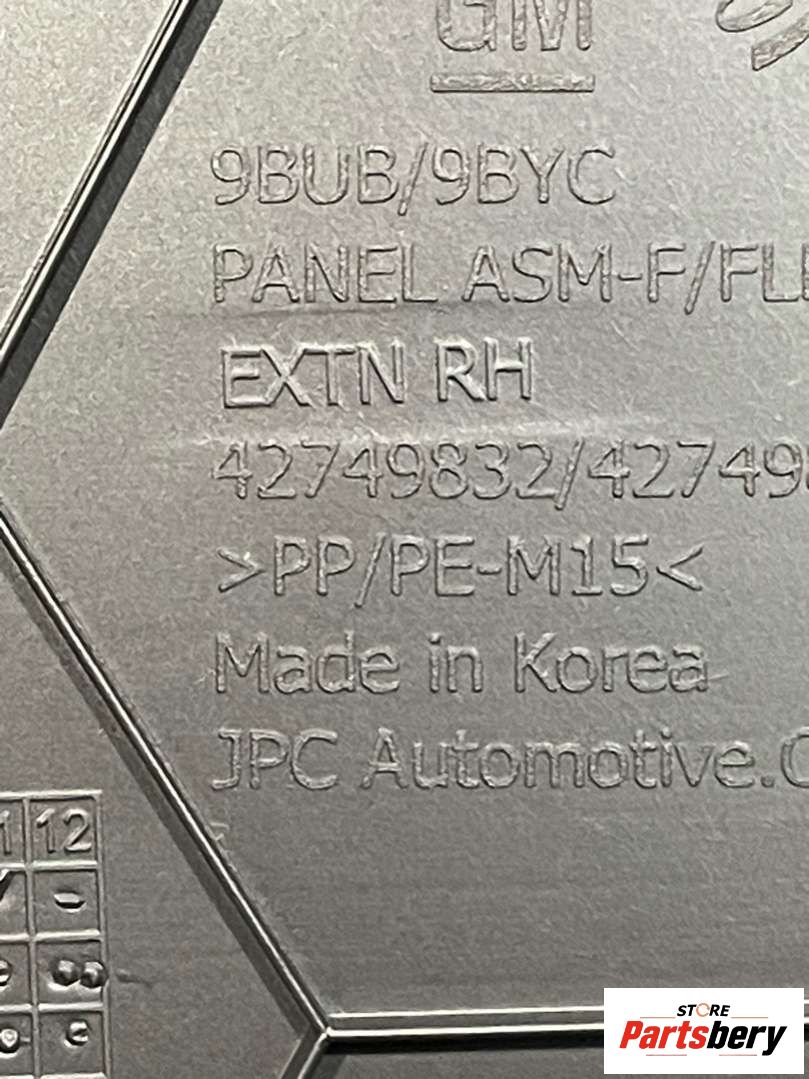 GM
9BUB/9BYC
PANEL ASM-F/FL
EXTN RH
42749832/42749
>PP/PE-M15<
Made in Korea
JPC Automotive.C
12
STORE
Partsbery